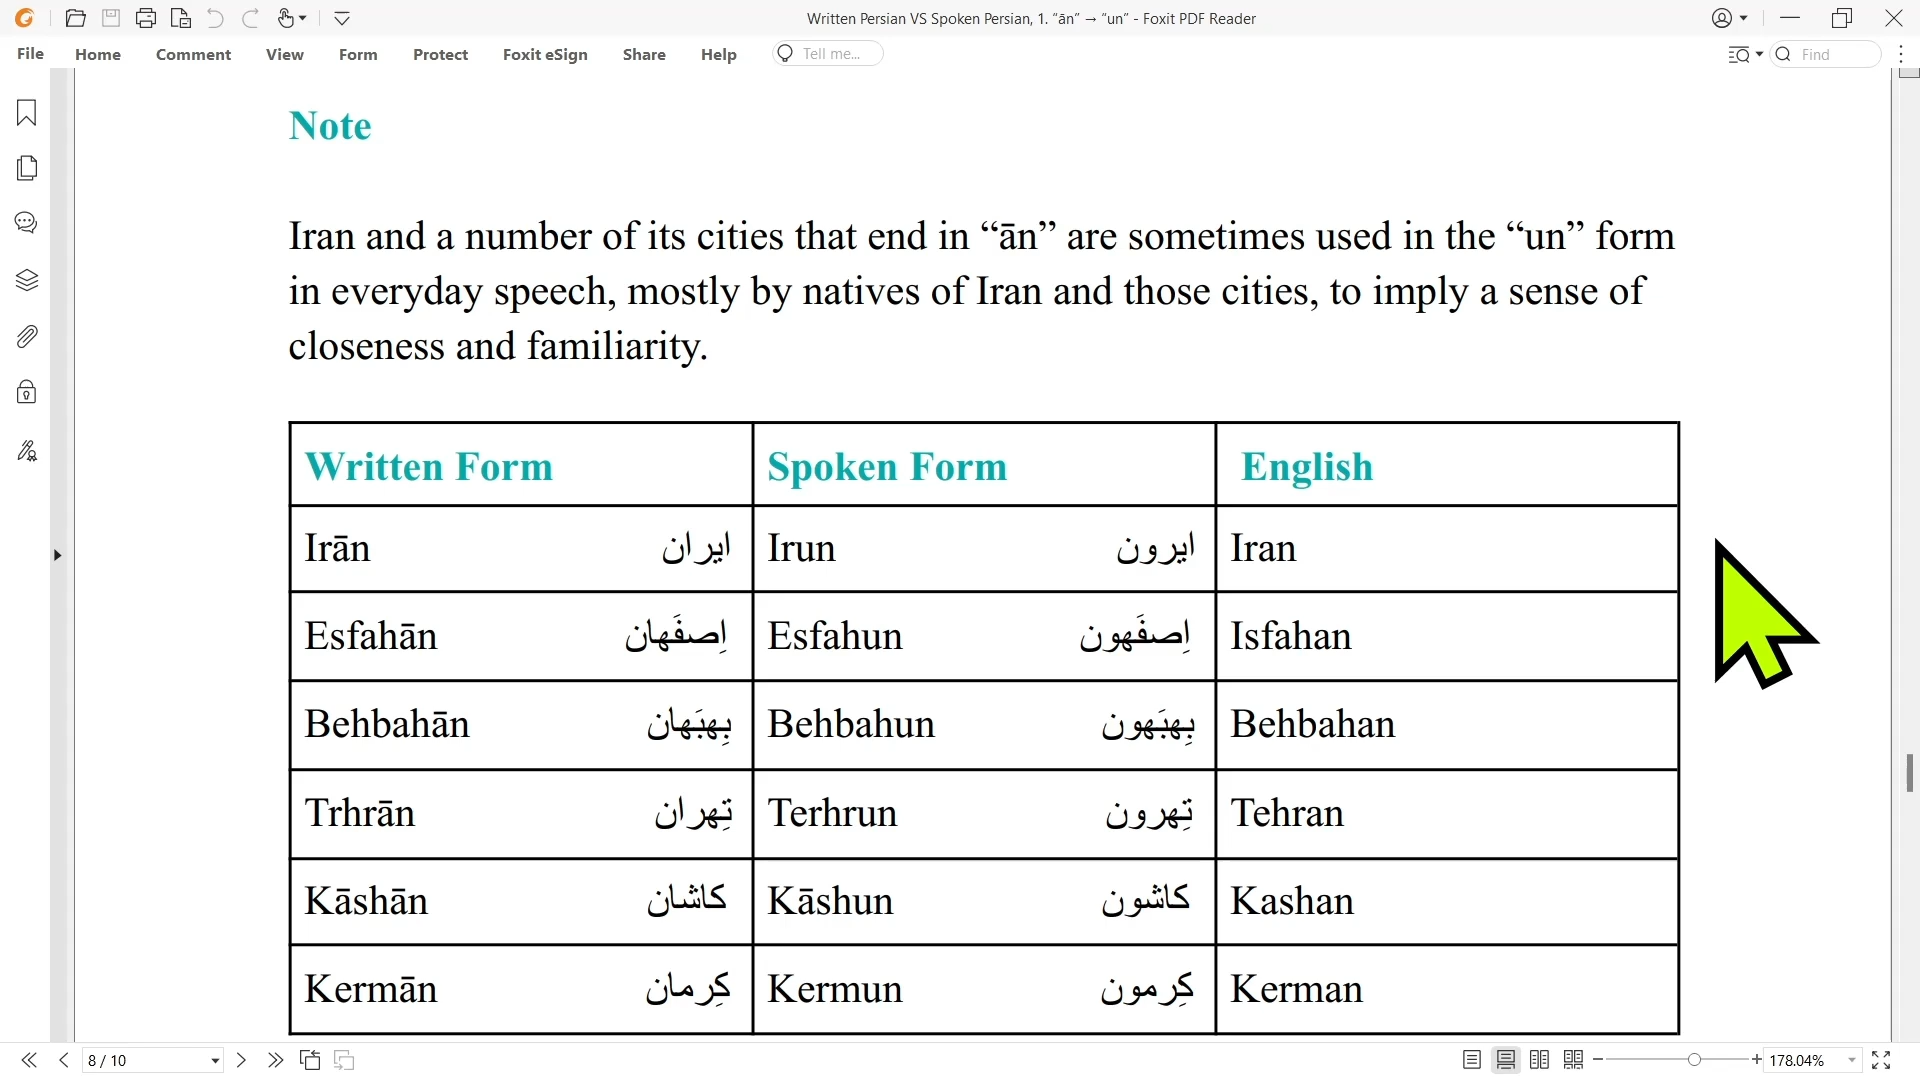 Written Persian VS Spoken Persian, 1. “ān” → “un” - Foxit PDF Reader
File Home Comment View Form Protect Foxit eSign Share Help Tell me... Find
Note
Iran and a number of its cities that end in “ān” are sometimes used in the “un” form
in everyday speech, mostly by natives of Iran and those cities, to imply a sense of
closeness and familiarity.
Written Form Spoken Form English
Irān ایران Irun ایرون Iran
Esfahān اِصفَهان Esfahun اِصفَهون Isfahan
Behbahān بِهبَهان Behbahun بِهبَهون Behbahan
Trhrān تِهران Terhrun تِهرون Tehran
Kāshān کاشان Kāshun کاشون Kashan
Kermān کِرمان Kermun کِرمون Kerman
8 / 10 178.04%